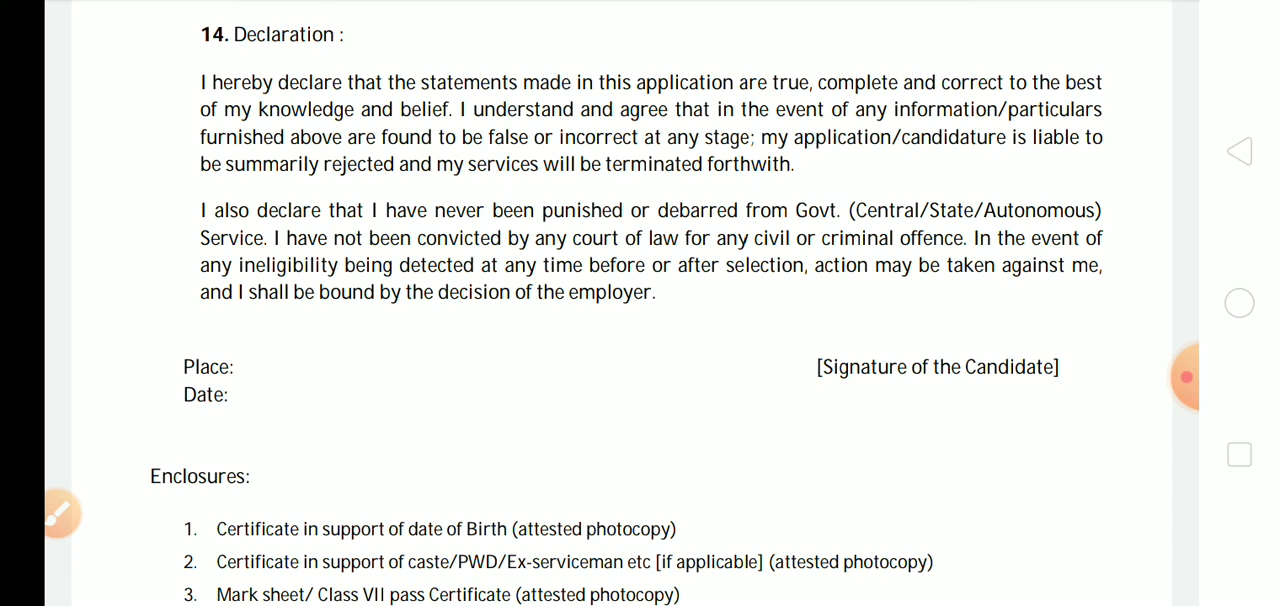 14. Declaration :
I hereby declare that the statements made in this application are true, complete and correct to the best
of my knowledge and belief. I understand and agree that in the event of any information/particulars
furnished above are found to be false or incorrect at any stage; my application/candidature is liable to
be summarily rejected and my services will be terminated forthwith.
I also declare that I have never been punished or debarred from Govt. (Central/State/Autonomous)
Service. I have not been convicted by any court of law for any civil or criminal offence. In the event of
any ineligibility being detected at any time before or after selection, action may be taken against me,
and I shall be bound by the decision of the employer.
Place: [Signature of the Candidate]
Date:
Enclosures:
1. Certificate in support of date of Birth (attested photocopy)
2. Certificate in support of caste/PWD/Ex-serviceman etc [if applicable] (attested photocopy)
3. Mark sheet/ Class VII pass Certificate (attested photocopy)